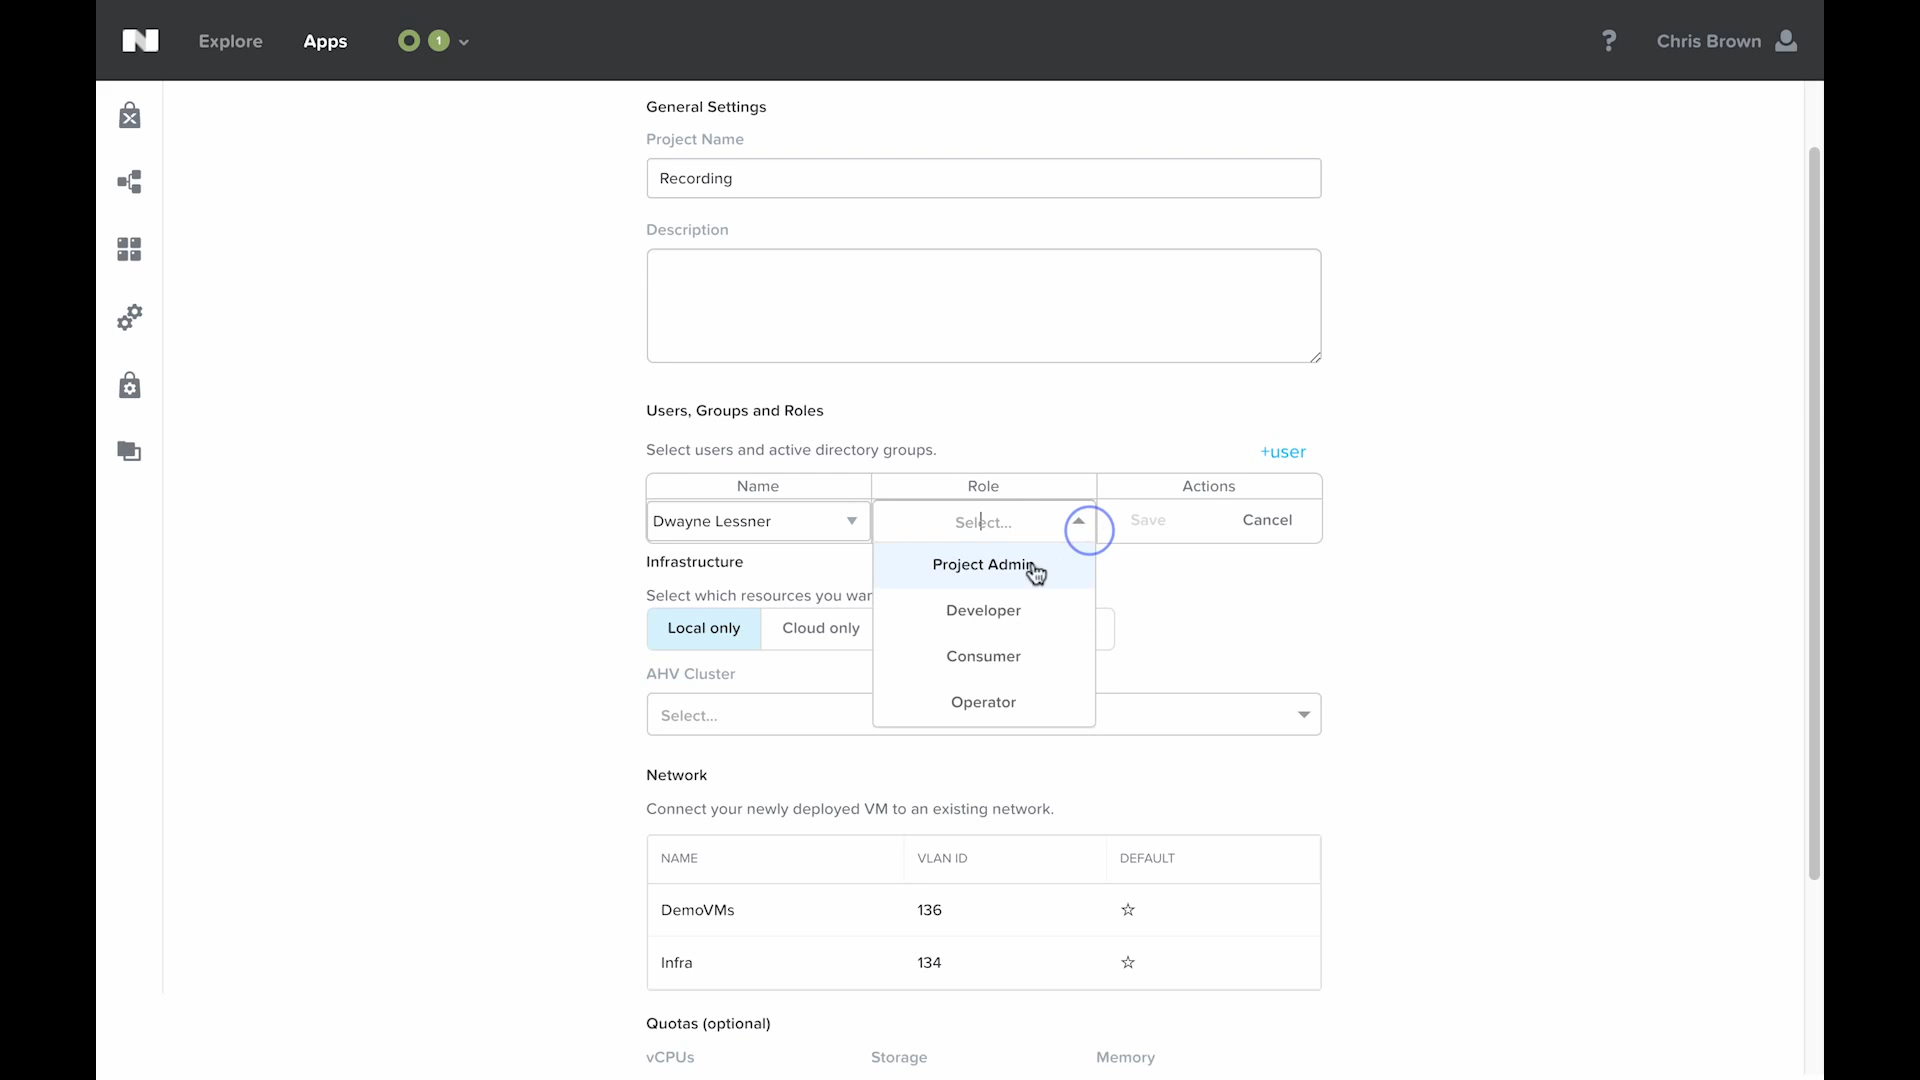 Explore
Apps
1
?
Chris Brown
General Settings
Project Name
Recording
Description
Users, Groups and Roles
Select users and active directory groups.
+user
Name
Role
Actions
Dwayne Lessner
Select...
Save
Cancel
Project Admin
Developer
Consumer
Operator
Infrastructure
Select which resources you
Local only
Cloud only
AHV Cluster
Select...
Network
Connect your newly deployed VM to an existing network.
NAME
VLAN ID
DEFAULT
DemoVMs
136
Infra
134
Quotas (optional)
vCPUs
Storage
Memory